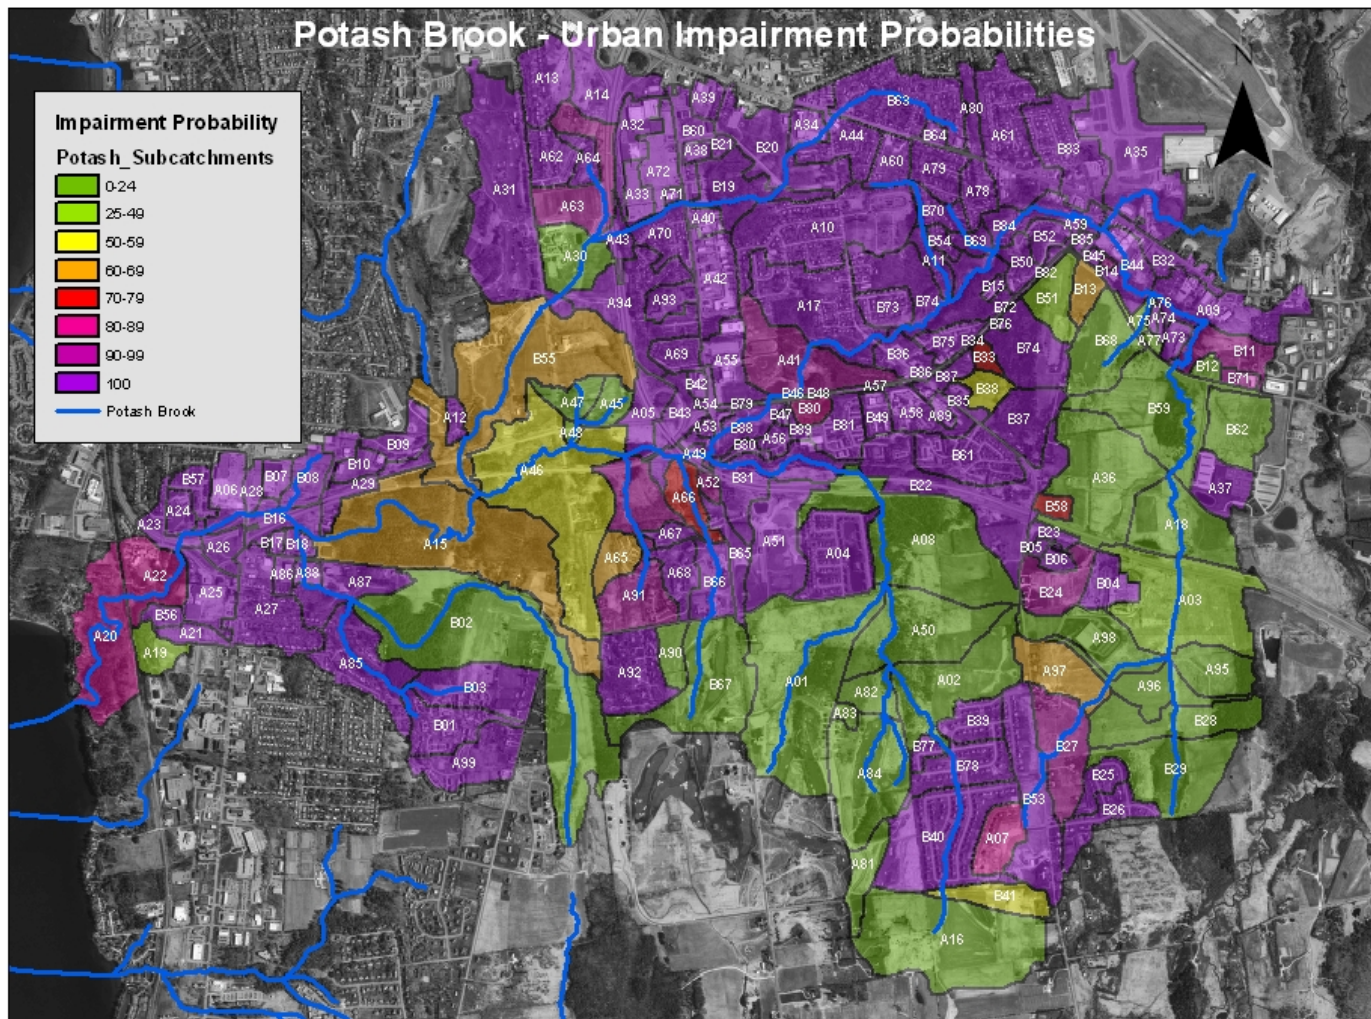 Potash Brook - Urban Impairment Probabilities
N
Impairment Probability
Potash_Subcatchments
0-24
25-49
50-59
60-69
70-79
80-89
90-99
100
Potash Brook
A13
A14
A39
B63
A80
A32
B60
A34
A44
B64
A61
B83
A35
A62
A64
A38
B21
B20
A60
A79
A31
A72
A33
A71
B19
A78
A63
A40
B70
A43
A70
A10
B54
B69
B84
A59
B52
B85
A30
A11
B50
B45
B44
B32
B82
B14
A42
B15
B51
B13
A94
A93
A17
B73
B74
B72
A76
A09
B76
A75
A74
B75
B34
B74
B68
A77
A73
B11
B55
A69
A55
A41
B36
B33
B12
B42
B86
B87
B71
A57
B38
A47
A45
A05
B43
A54
B79
B46
B48
B35
B59
B62
A12
B80
A48
A53
B88
B47
B49
A58
A89
B37
B81
B09
B30
A56
B89
A46
A49
B61
B10
B57
B07
B08
A29
A52
B31
B22
A36
A37
A06
A28
A66
A24
B58
A23
B16
A18
A67
B23
A26
B17
B18
A15
A65
B65
A51
A04
A08
B05
B06
A22
A86
A88
A87
A68
B66
A25
A91
B24
B04
A03
B56
A27
B02
A20
A21
A50
A98
A19
A90
A85
A92
B67
A01
A02
A97
A95
B03
A82
A96
A83
B39
B28
B01
B77
B27
A99
A84
B78
B25
B29
B53
B26
B40
A07
A81
B41
A16